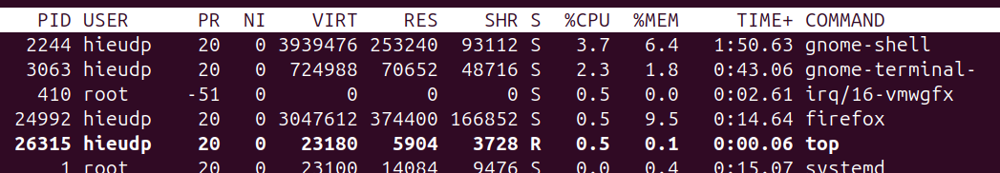 PID USER PR NI VIRT RES SHR S %CPU %MEM TIME+ COMMAND
2244 hieudp 20 0 3939476 253240 93112 S 3.7 6.4 1:50.63 gnome-shell
3063 hieudp 20 0 724988 70652 48716 S 2.3 1.8 0:43.06 gnome-terminal-
410 root -51 0 0 0 0 S 0.5 0.0 0:02.61 irq/16-vmwgfx
24992 hieudp 20 0 3047612 374400 166852 S 0.5 9.5 0:14.64 firefox
26315 hieudp 20 0 23180 5904 3728 R 0.5 0.1 0:00.06 top
1 root 20 0 23100 14084 9476 S 0.0 0.4 0:15.07 systemd